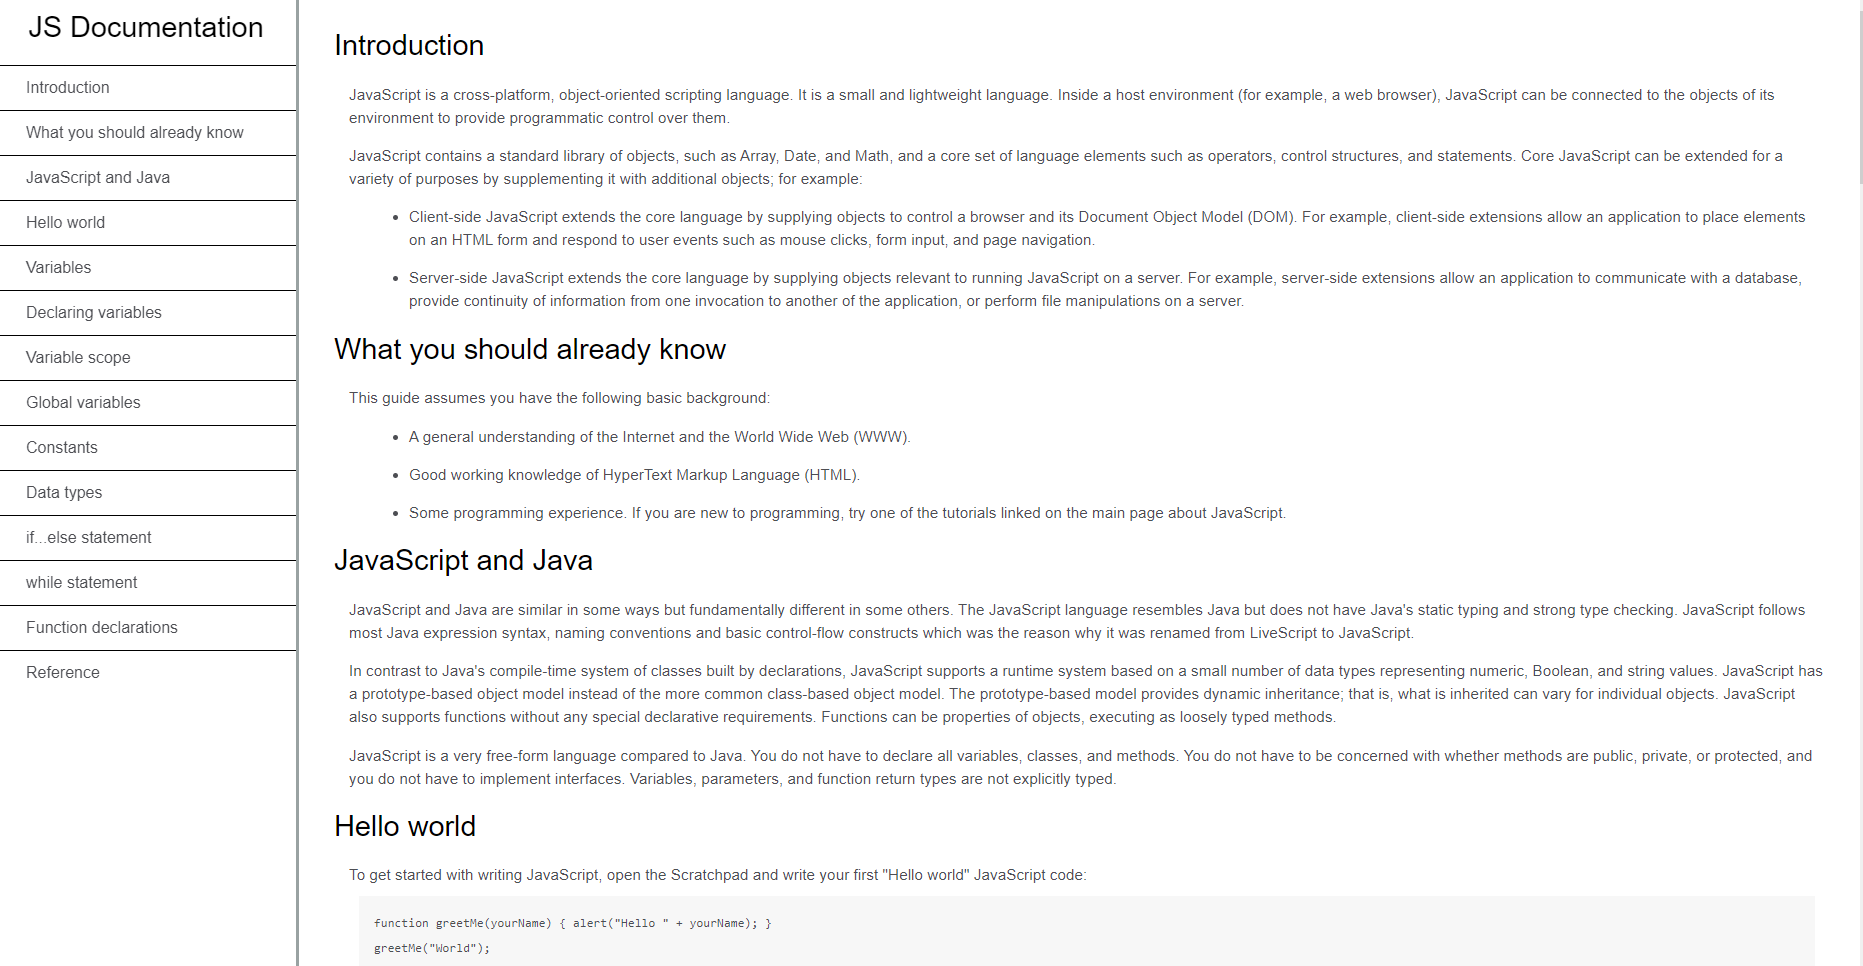 JS Documentation
Introduction
What you should already know
JavaScript and Java
Hello world
Variables
Declaring variables
Variable scope
Global variables
Constants
Data types
if...else statement
while statement
Function declarations
Reference
Introduction
JavaScript is a cross-platform, object-oriented scripting language. It is a small and lightweight language. Inside a host environment (for example, a web browser), JavaScript can be connected to the objects of its
environment to provide programmatic control over them.
JavaScript contains a standard library of objects, such as Array, Date, and Math, and a core set of language elements such as operators, control structures, and statements. Core JavaScript can be extended for a
variety of purposes by supplementing it with additional objects; for example:
• Client-side JavaScript extends the core language by supplying objects to control a browser and its Document Object Model (DOM). For example, client-side extensions allow an application to place elements
on an HTML form and respond to user events such as mouse clicks, form input, and page navigation.
• Server-side JavaScript extends the core language by supplying objects relevant to running JavaScript on a server. For example, server-side extensions allow an application to communicate with a database,
provide continuity of information from one invocation to another of the application, or perform file manipulations on a server.
What you should already know
This guide assumes you have the following basic background:
• A general understanding of the Internet and the World Wide Web (WWW).
• Good working knowledge of HyperText Markup Language (HTML).
• Some programming experience. If you are new to programming, try one of the tutorials linked on the main page about JavaScript.
JavaScript and Java
JavaScript and Java are similar in some ways but fundamentally different in some others. The JavaScript language resembles Java but does not have Java's static typing and strong type checking. JavaScript follows
most Java expression syntax, naming conventions and basic control-flow constructs which was the reason why it was renamed from LiveScript to JavaScript.
In contrast to Java's compile-time system of classes built by declarations, JavaScript supports a runtime system based on a small number of data types representing numeric, Boolean, and string values. JavaScript has
a prototype-based object model instead of the more common class-based object model. The prototype-based model provides dynamic inheritance; that is, what is inherited can vary for individual objects. JavaScript
also supports functions without any special declarative requirements. Functions can be properties of objects, executing as loosely typed methods.
JavaScript is a very free-form language compared to Java. You do not have to declare all variables, classes, and methods. You do not have to be concerned with whether methods are public, private, or protected, and
you do not have to implement interfaces. Variables, parameters, and function return types are not explicitly typed.
Hello world
To get started with writing JavaScript, open the Scratchpad and write your first "Hello world" JavaScript code:
function greetMe(yourName) { alert("Hello " + yourName); }
greetMe("World");